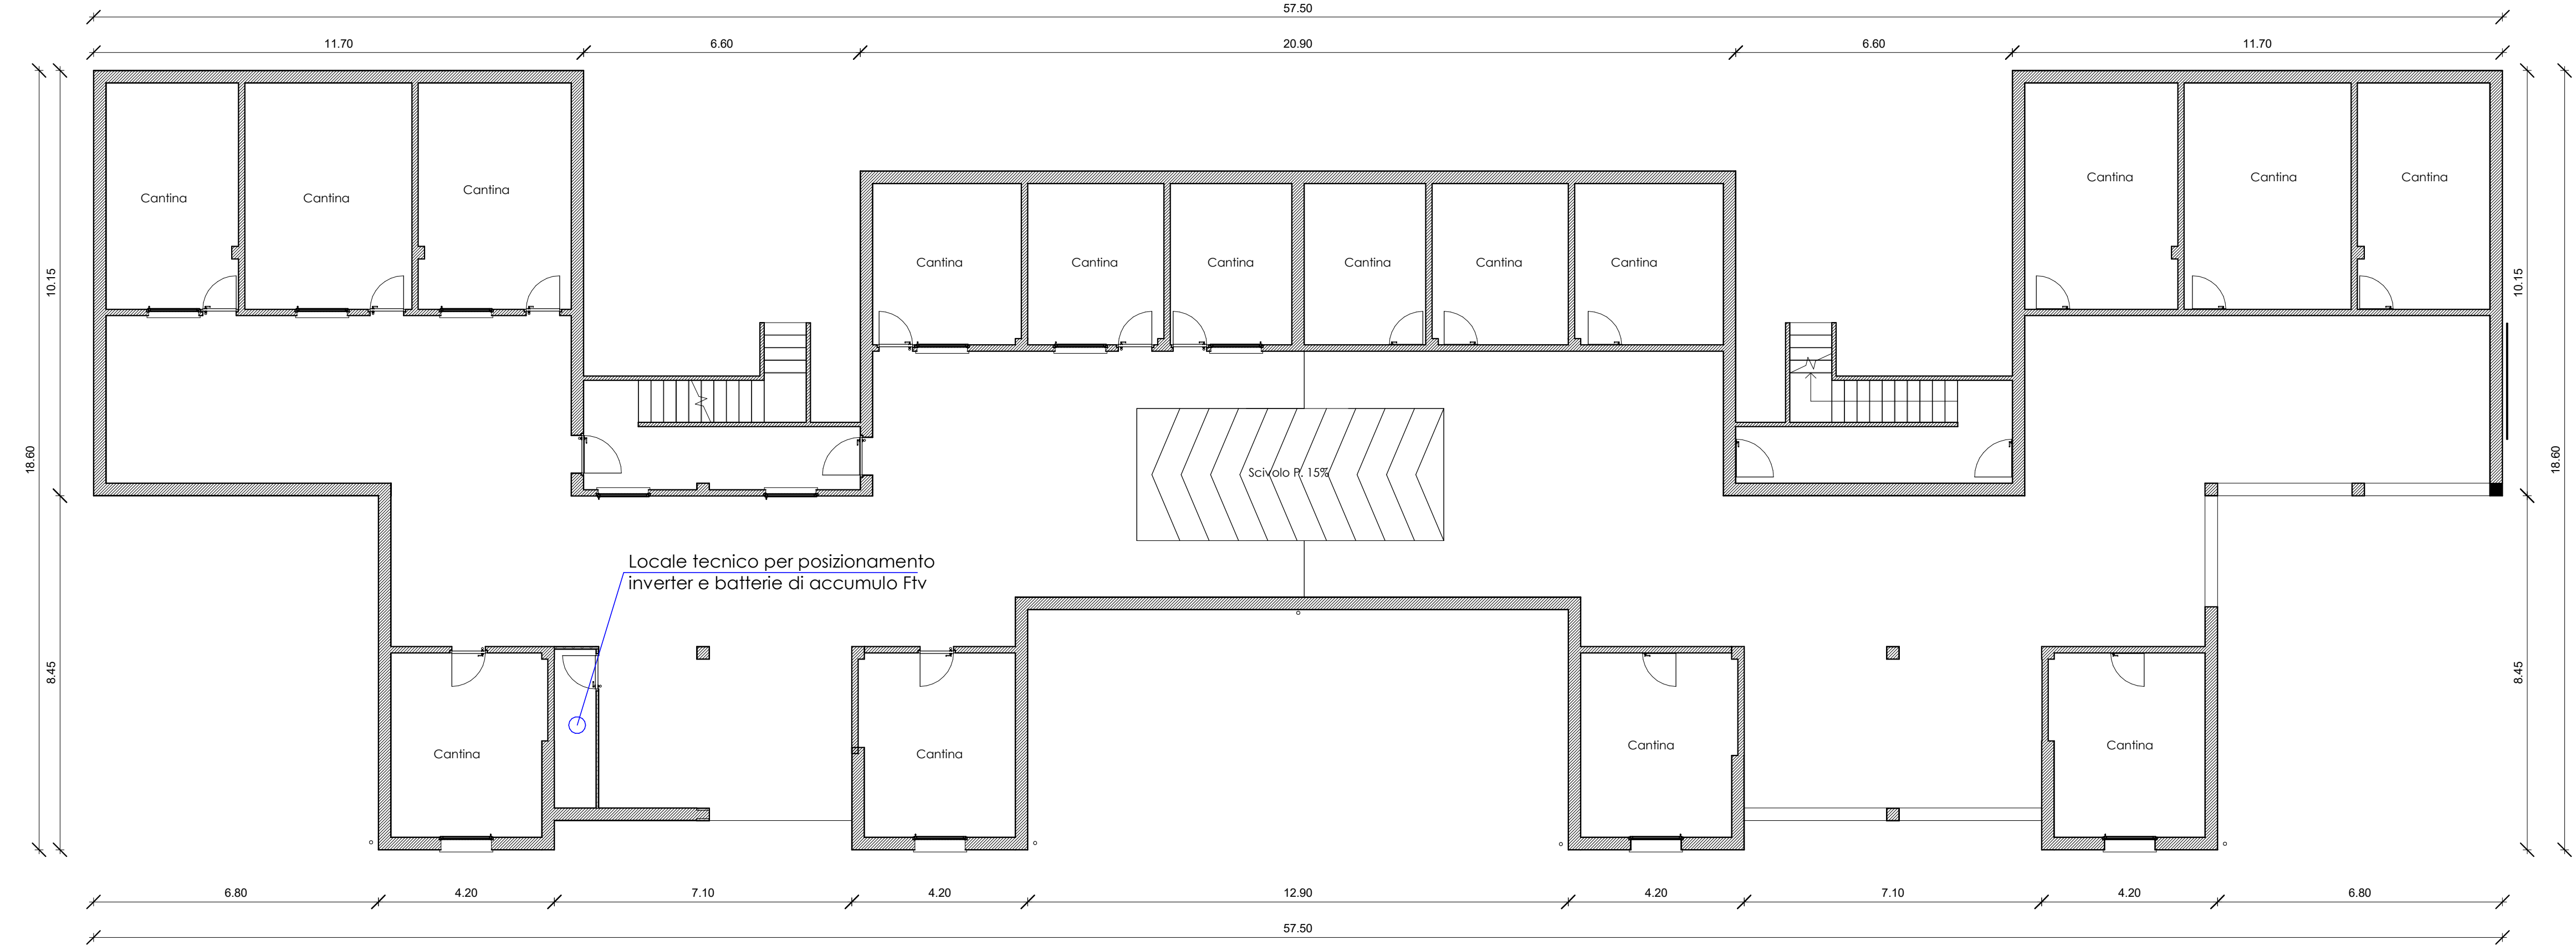 57.50
11.70
6.60
20.90
6.60
11.70
Cantina
Cantina
Cantina
Cantina
Cantina
Cantina
Cantina
Cantina
Cantina
Cantina
Cantina
Cantina
10.15
10.15
18.60
18.60
Scivolo P. 15%
Locale tecnico per posizionamento
inverter e batterie di accumulo Ftv
8.45
8.45
Cantina
Cantina
Cantina
Cantina
6.80
4.20
7.10
4.20
12.90
4.20
7.10
4.20
6.80
57.50